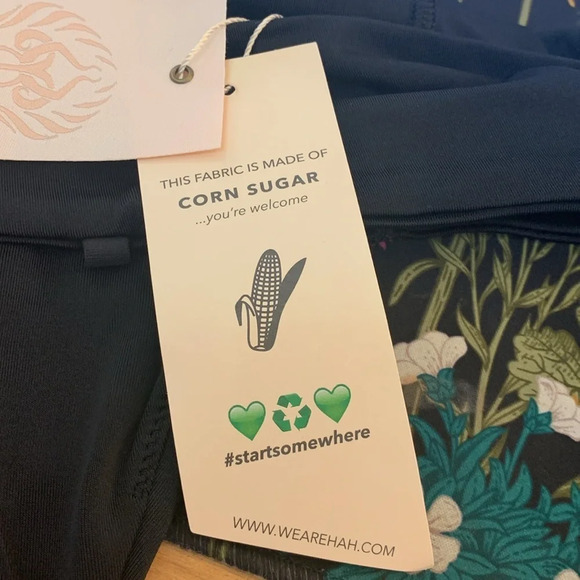 THIS FABRIC IS MADE OF
CORN SUGAR
...you're welcome
#startsomewhere
WWW.WEAREHAH.COM